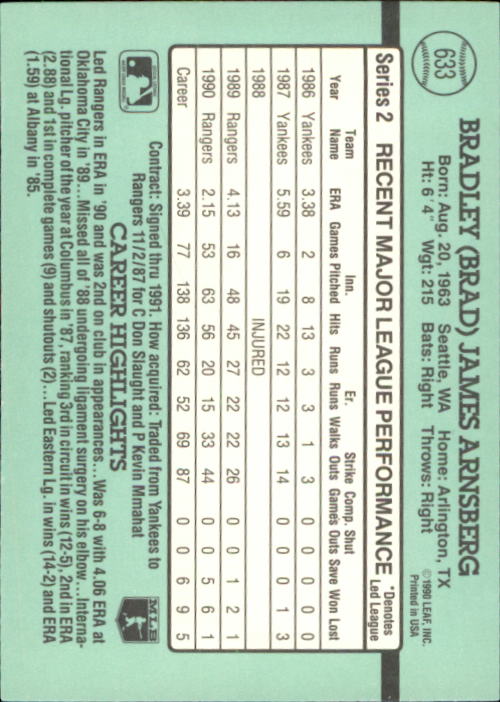 633
BRADLEY (BRAD) JAMES ARNSBERG
Born: Aug. 20, 1963 Seattle, WA Home: Arlington, TX
Ht: 6'4" Wgt: 215 Bats: Right Throws: Right
©1990 LEAF, INC.
Printed in USA
Series 2 RECENT MAJOR LEAGUE PERFORMANCE *Denotes Led League
Year Team Name ERA Games Inn. Pitched Hits Runs Er. Runs Walks Strike Outs Comp. Games Shut Outs Save Won Lost
1986 Yankees 3.38 2 8 13 3 3 1 3 0 0 0 0 0
1987 Yankees 5.59 6 19 22 12 12 13 14 0 0 0 1 3
1988 INJURED
1989 Rangers 4.13 16 48 45 27 22 22 26 0 0 1 2 1
1990 Rangers 2.15 53 63 56 20 15 33 44 0 0 5 6 1
Career 3.39 77 138 136 62 52 69 87 0 0 6 9 5
Contract: Signed thru 1991. How acquired: Traded from Yankees to
Rangers 11/2/87 for C Don Slaught and P Kevin Mmahat
CAREER HIGHLIGHTS
MLB
Led Rangers in ERA in '90 and was 2nd on club in appearances...Was 6-8 with 4.06 ERA at
Oklahoma City in '89...Missed all of '88 undergoing ligament surgery on his elbow...Interna-
tional Lg. pitcher of the year at Columbus in '87, ranking 3rd in circuit in wins (12-5), 2nd in ERA
(2.88) and 1st in complete games (9) and shutouts (2)...Led Eastern Lg. in wins (14-2) and ERA
(1.59) at Albany in '85.